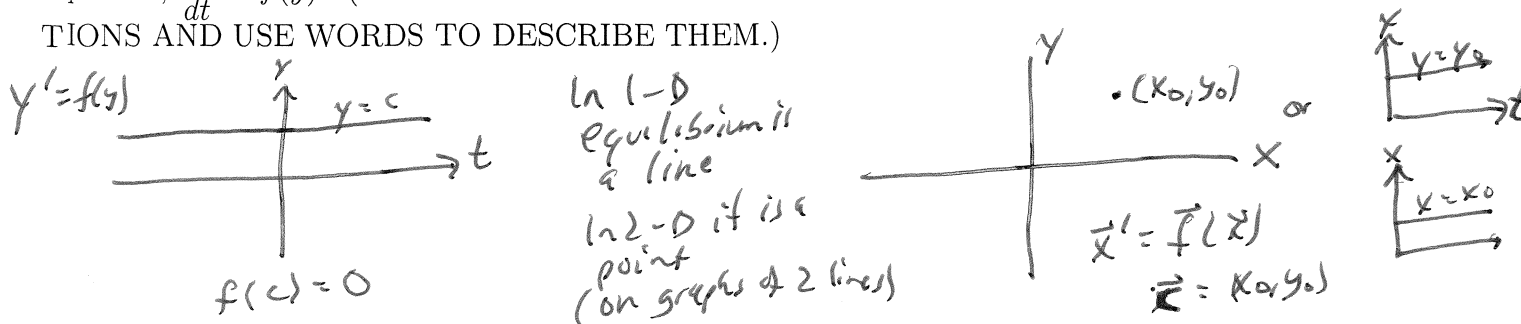 dt
TIONS AND USE WORDS TO DESCRIBE THEM.)
y' = f(y)
Y
y = c
t
f(c) = 0
In 1-D
equilibrium is
a line
In 2-D it is a
point
(on graphs of 2 lines)
Y
.(x0, y0)
X
or
x⃗' = f⃗(x⃗)
x⃗ = (x0, y0)
Y
y = y0
t
X
x = x0